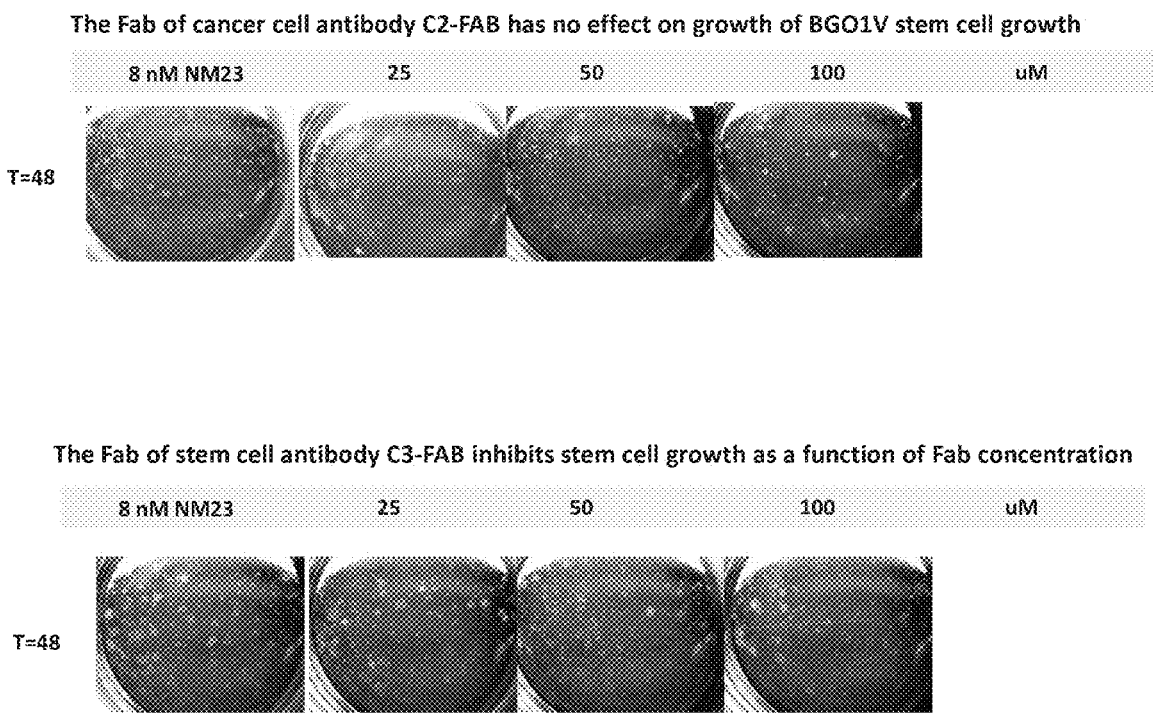 The Fab of cancer cell antibody C2-FAB has no effect on growth of BGO1V stem cell growth
8 nM NM23 25 50 100 uM
T=48
The Fab of stem cell antibody C3-FAB inhibits stem cell growth as a function of Fab concentration
8 nM NM23 25 50 100 uM
T=48